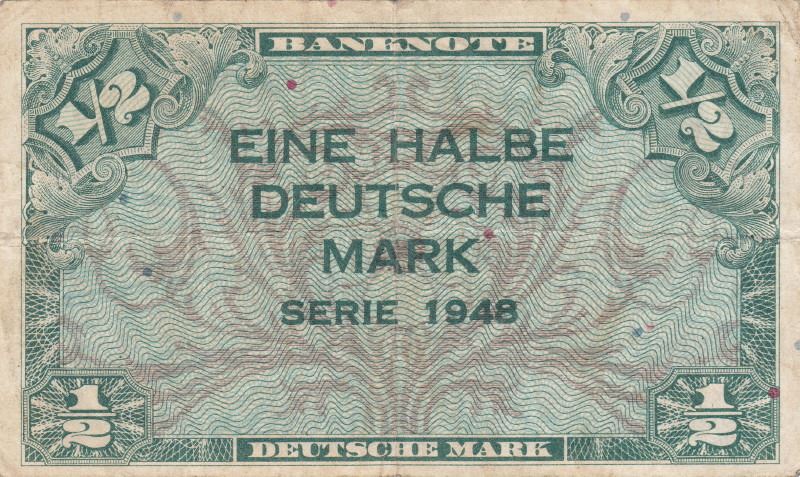 BANKNOTE
1/2
1/2
EINE HALBE
DEUTSCHE
MARK
SERIE 1948
1/2
1/2
DEUTSCHE MARK